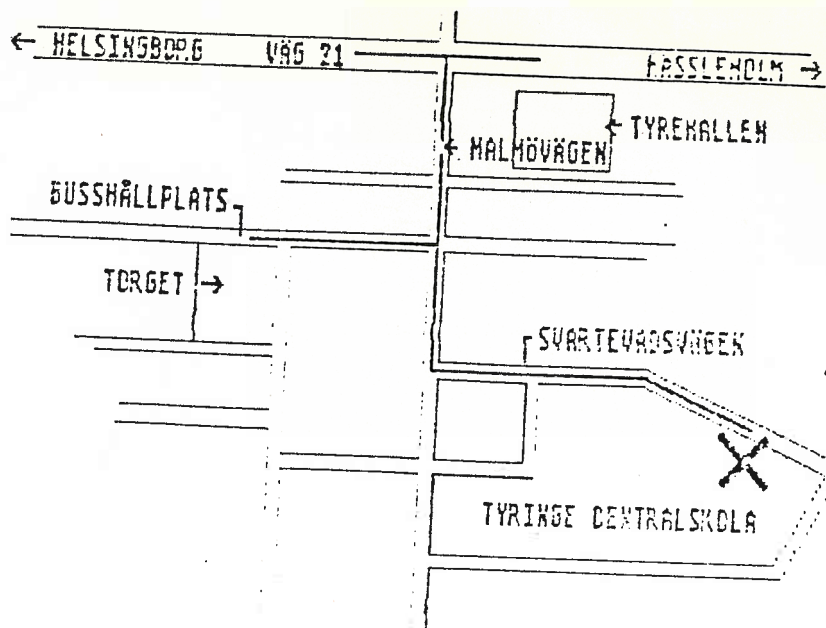 ← HELSINGBORG VÄG 21 HÄSSLEHOLM →
← TYREHALLEN
← MALMÖVÄGEN
BUSSHÅLLPLATS
TORGET →
SVARTEVADSVÄGEN
TYRINGE CENTRALSKOLA